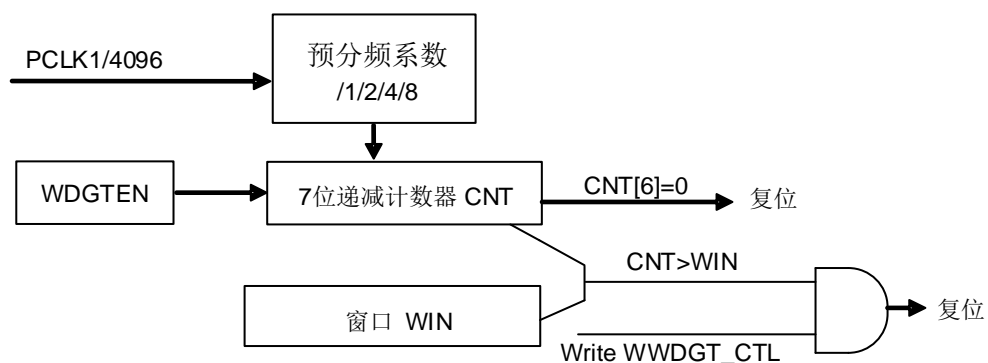 PCLK1/4096
预分频系数
/1/2/4/8
WDGTEN
7位递减计数器 CNT
CNT[6]=0
复位
CNT>WIN
窗口 WIN
复位
Write WWDGT_CTL